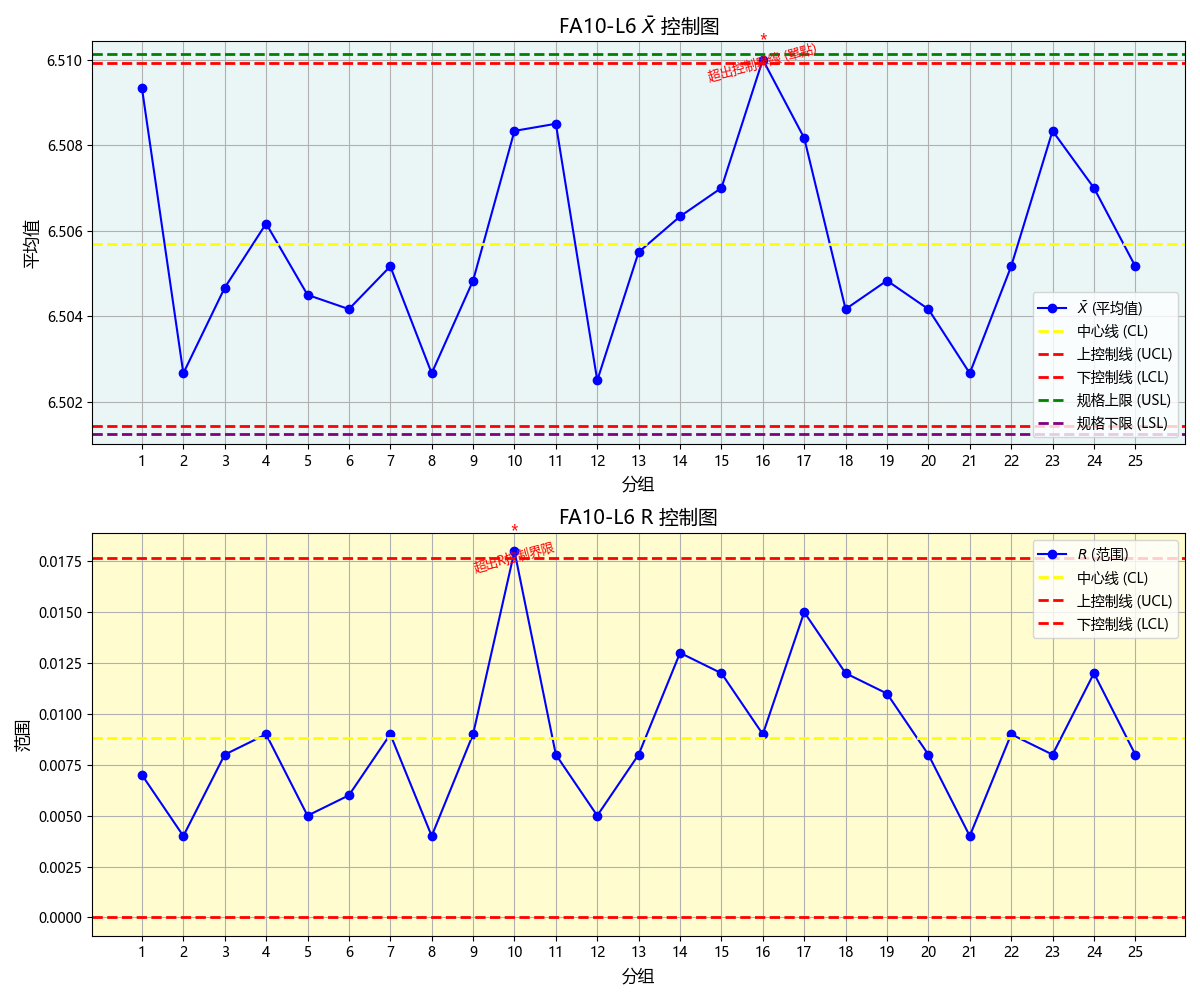 FA10-L6 X̄ 控制图
*
超出控制界線 (單點)
平均值
6.510
6.508
6.506
6.504
6.502
X̄ (平均值)
中心线 (CL)
上控制线 (UCL)
下控制线 (LCL)
规格上限 (USL)
规格下限 (LSL)
1 2 3 4 5 6 7 8 9 10 11 12 13 14 15 16 17 18 19 20 21 22 23 24 25
分组
FA10-L6 R 控制图
*
超出R控制界限
范围
0.0175
0.0150
0.0125
0.0100
0.0075
0.0050
0.0025
0.0000
R (范围)
中心线 (CL)
上控制线 (UCL)
下控制线 (LCL)
1 2 3 4 5 6 7 8 9 10 11 12 13 14 15 16 17 18 19 20 21 22 23 24 25
分组